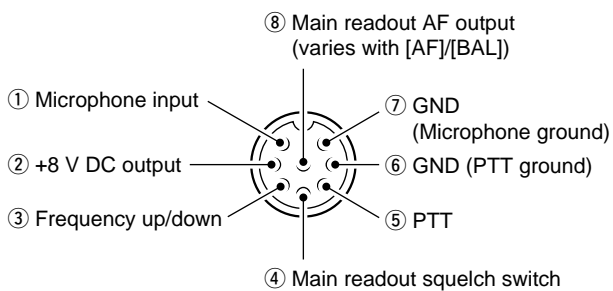 ⑧ Main readout AF output
(varies with [AF]/[BAL])
① Microphone input
⑦ GND
(Microphone ground)
② +8 V DC output
⑥ GND (PTT ground)
③ Frequency up/down
⑤ PTT
④ Main readout squelch switch